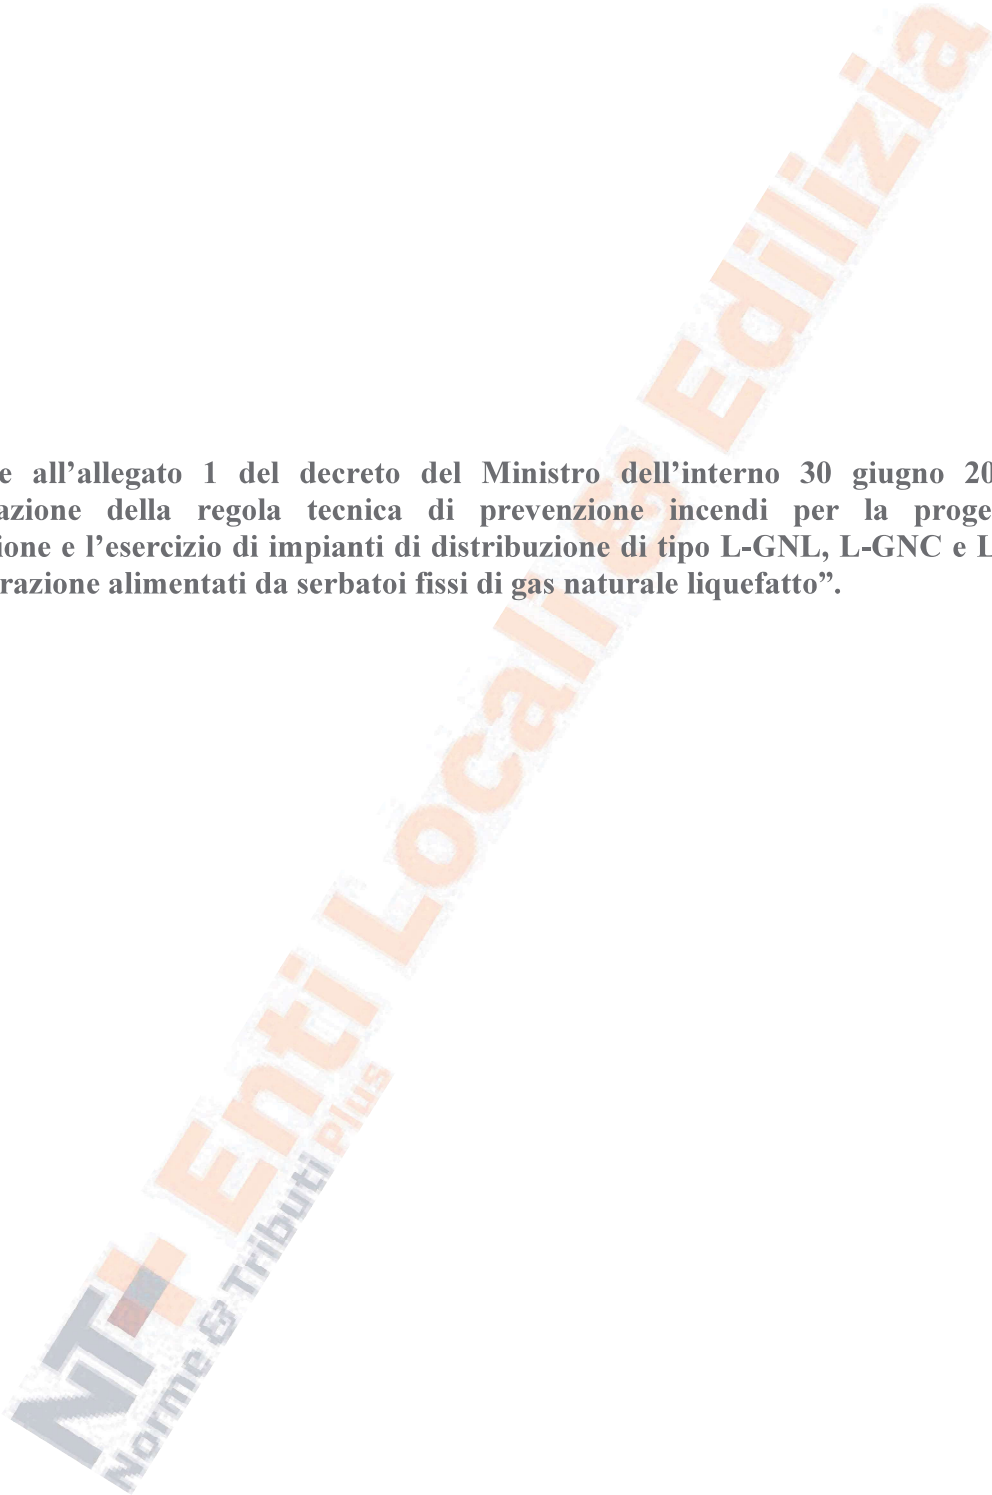 e all’allegato 1 del decreto del Ministro dell’interno 30 giugno 20
azione della regola tecnica di prevenzione incendi per la proge
ione e l’esercizio di impianti di distribuzione di tipo L-GNL, L-GNC e L
razione alimentati da serbatoi fissi di gas naturale liquefatto”.
NT+ Enti Locali & Edilizia
Norme & Tributi Plus